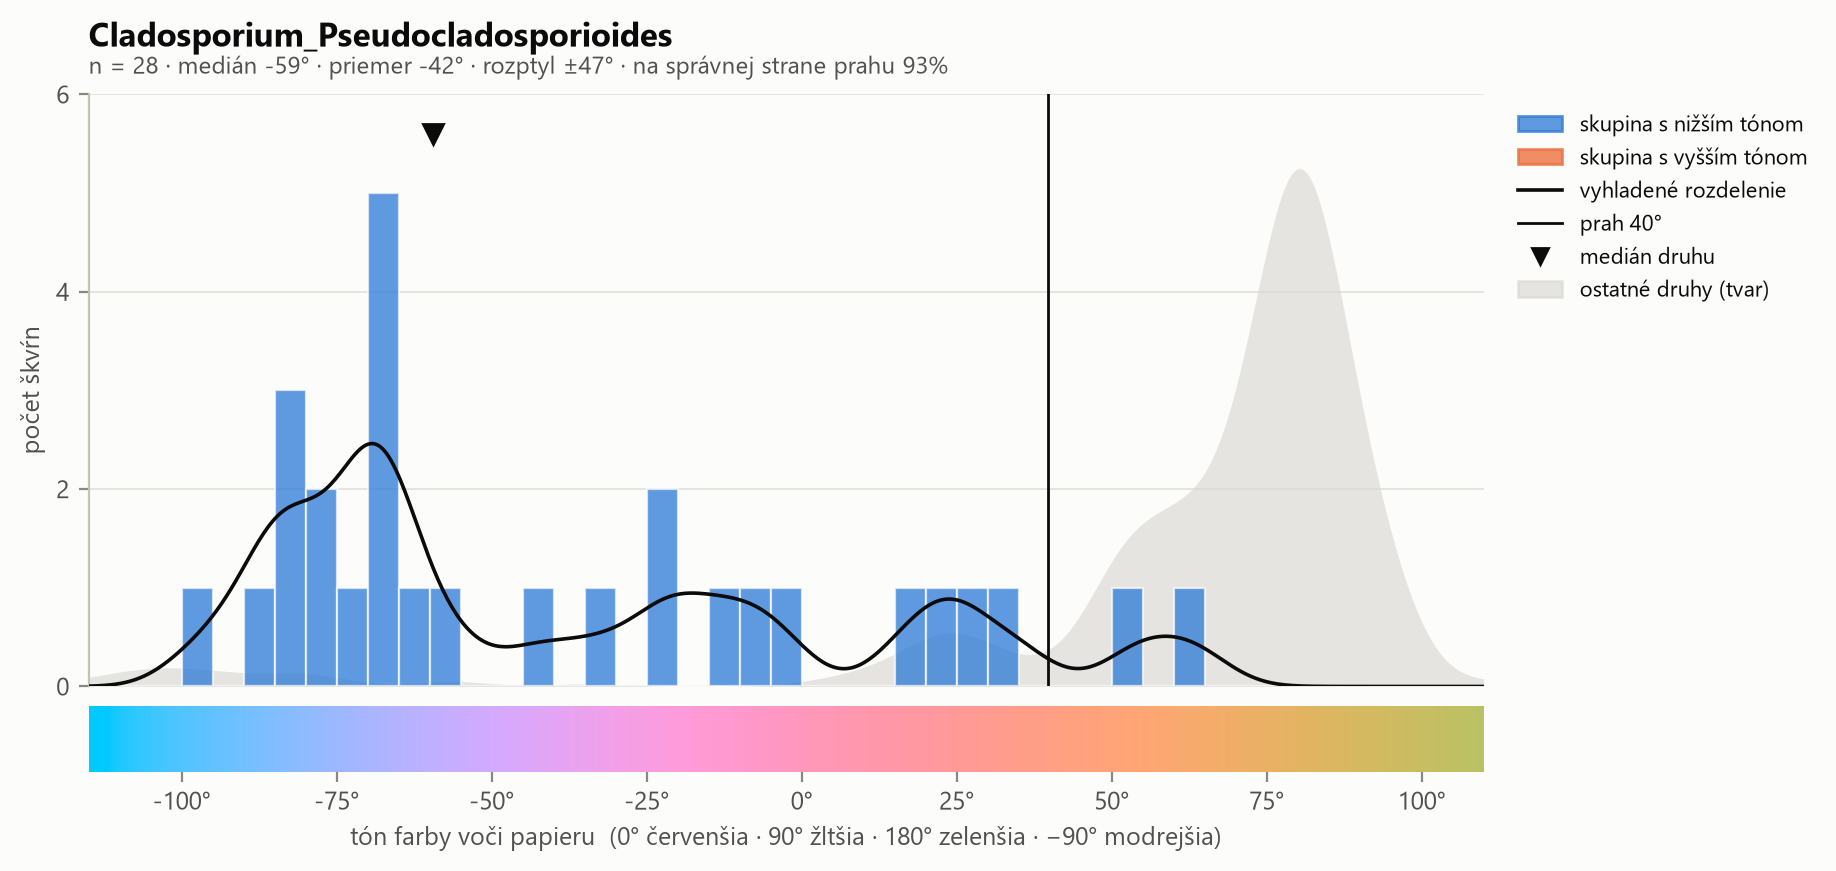 Cladosporium_Pseudocladosporioides
n = 28 · medián -59° · priemer -42° · rozptyl ±47° · na správnej strane prahu 93%
6
4
2
0
počet škvŕn
skupina s nižším tónom
skupina s vyšším tónom
vyhladené rozdelenie
prah 40°
medián druhu
ostatné druhy (tvar)
-100° -75° -50° -25° 0° 25° 50° 75° 100°
tón farby voči papieru (0° červenšia · 90° žltšia · 180° zelenšia · −90° modrejšia)